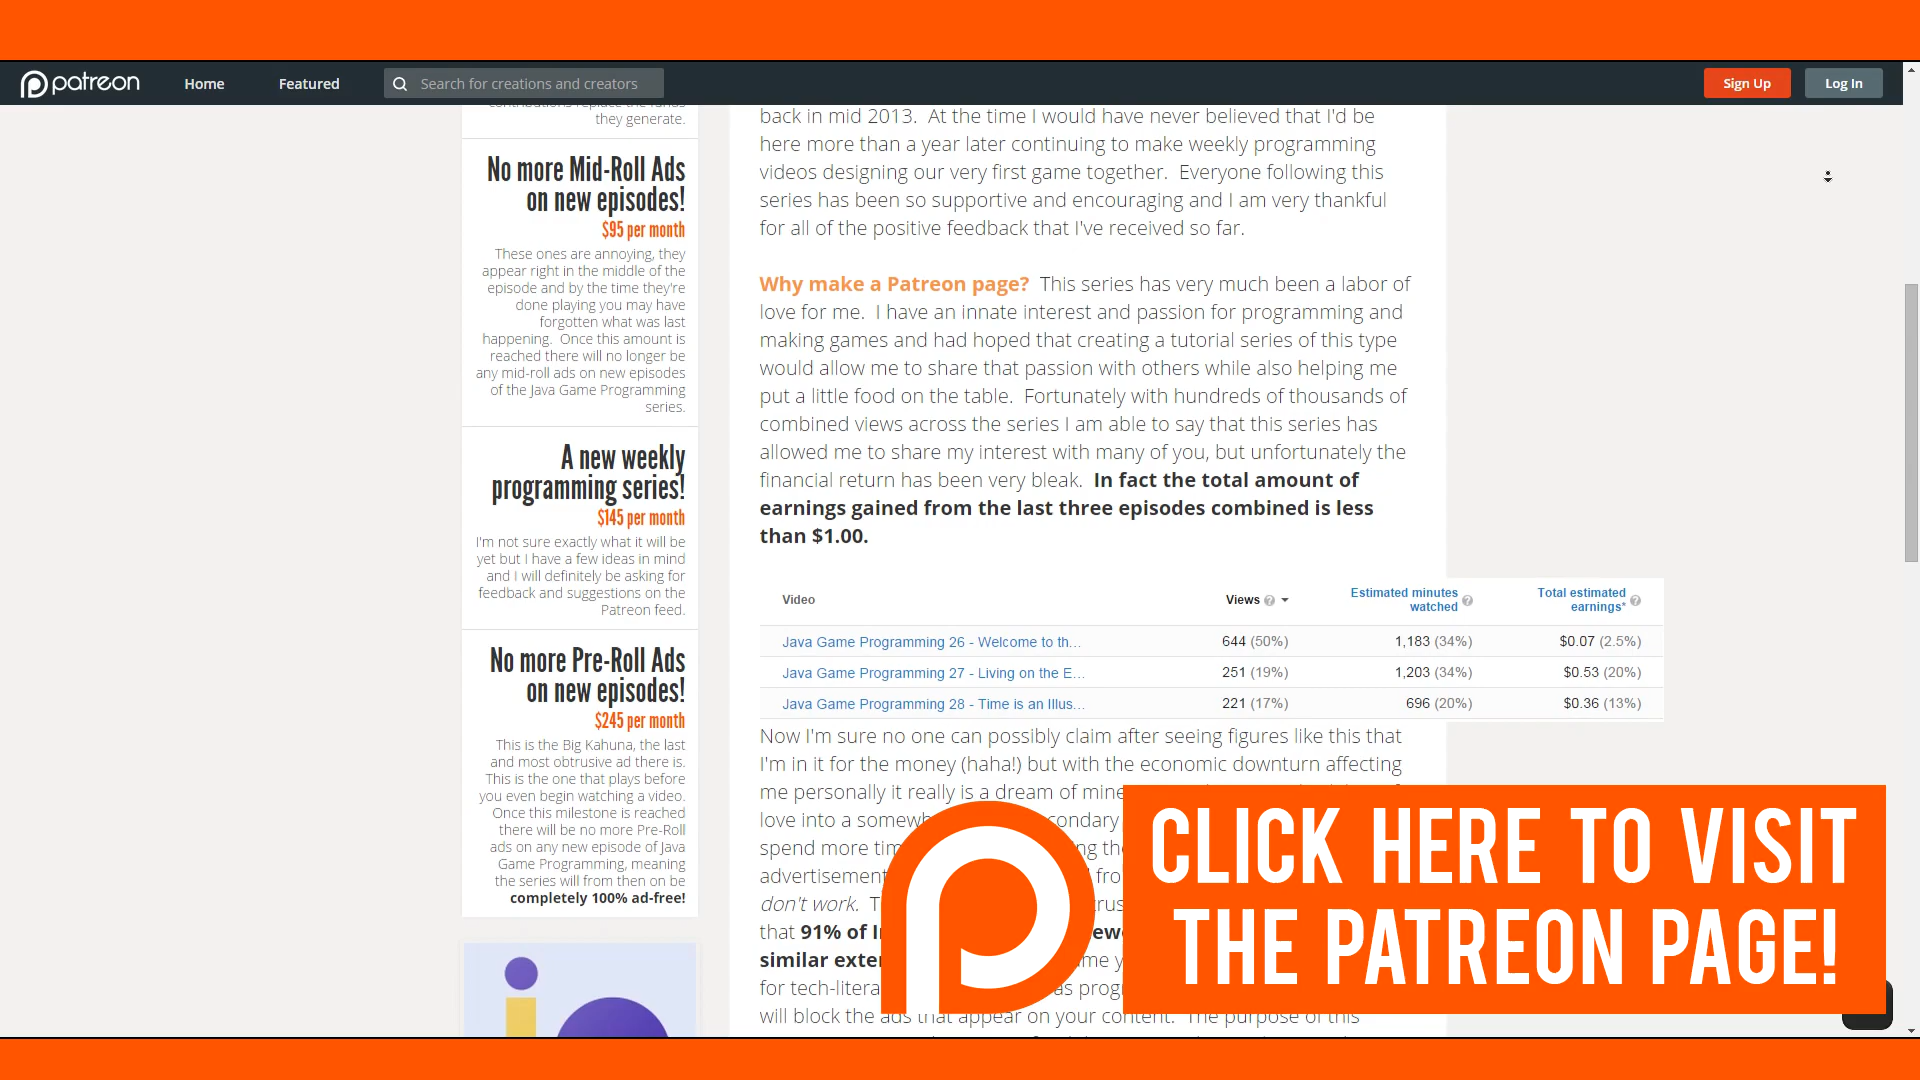 patreon
Home
Featured
Search for creations and creators
Sign Up
Log In
they generate.
No more Mid-Roll Ads
on new episodes!
$95 per month
These ones are annoying, they
appear right in the middle of the
episode and by the time they're
done playing you may have
forgotten what was last
happening. Once this amount is
reached there will no longer be
any mid-roll ads on new episodes
of the Java Game Programming
series.
A new weekly
programming series!
$145 per month
I'm not sure exactly what it will be
yet but I have a few ideas in mind
and I will definitely be asking for
feedback and suggestions on the
Patreon feed.
No more Pre-Roll Ads
on new episodes!
$245 per month
This is the Big Kahuna, the last
and most obtrusive ad there is.
This is the one that plays before
you even begin watching a video.
Once this milestone is reached
there will be no more Pre-Roll
ads on any new episode of Java
Game Programming, meaning
the series will from then on be
completely 100% ad-free!
back in mid 2013. At the time I would have never believed that I'd be
here more than a year later continuing to make weekly programming
videos designing our very first game together. Everyone following this
series has been so supportive and encouraging and I am very thankful
for all of the positive feedback that I've received so far.
Why make a Patreon page? This series has very much been a labor of
love for me. I have an innate interest and passion for programming and
making games and had hoped that creating a tutorial series of this type
would allow me to share that passion with others while also helping me
put a little food on the table. Fortunately with hundreds of thousands of
combined views across the series I am able to say that this series has
allowed me to share my interest with many of you, but unfortunately the
financial return has been very bleak. In fact the total amount of
earnings gained from the last three episodes combined is less
than $1.00.
Video Views Estimated minutes watched Total estimated earnings*
Java Game Programming 26 - Welcome to th... 644 (50%) 1,183 (34%) $0.07 (2.5%)
Java Game Programming 27 - Living on the E... 251 (19%) 1,203 (34%) $0.53 (20%)
Java Game Programming 28 - Time is an Illus... 221 (17%) 696 (20%) $0.36 (13%)
Now I'm sure no one can possibly claim after seeing figures like this that
I'm in it for the money (haha!) but with the economic downturn affecting
me personally it really is a dream of mine
love into a
spend more
advertisement
don't work.
that 91% of
similar
for
will block the ads that appear on your content. The purpose of this
CLICK HERE TO VISIT
THE PATREON PAGE!